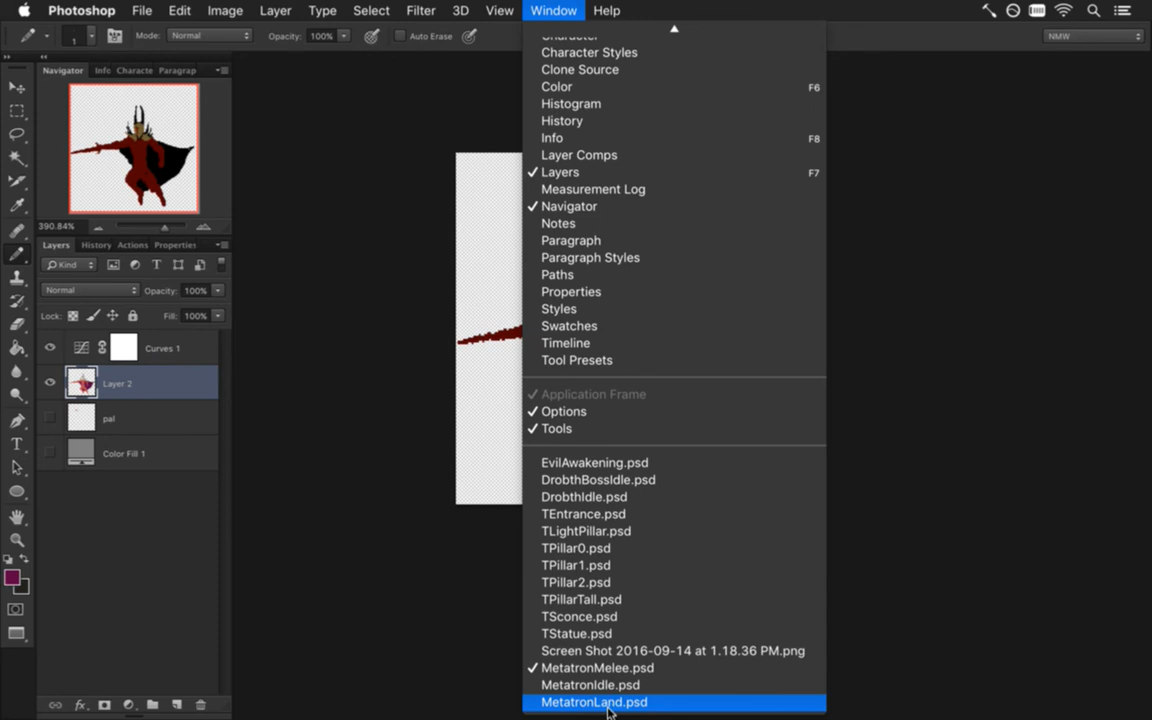 Photoshop File Edit Image Layer Type Select Filter 3D View Window Help
1 Mode: Normal Opacity: 100% Auto Erase NMW
Navigator Info Characte Paragrap
390.84%
Layers History Actions Properties
Kind
Normal Opacity: 100%
Lock: Fill: 100%
Curves 1
Layer 2
pal
Color Fill 1
Character
Character Styles
Clone Source
Color F6
Histogram
History
Info F8
Layer Comps
Layers F7
Measurement Log
Navigator
Notes
Paragraph
Paragraph Styles
Paths
Properties
Styles
Swatches
Timeline
Tool Presets
Application Frame
Options
Tools
EvilAwakening.psd
DrobthBossIdle.psd
DrobthIdle.psd
TEntrance.psd
TLightPillar.psd
TPillar0.psd
TPillar1.psd
TPillar2.psd
TPillarTall.psd
TSconce.psd
TStatue.psd
Screen Shot 2016-09-14 at 1.18.36 PM.png
MetatronMelee.psd
MetatronIdle.psd
MetatronLand.psd